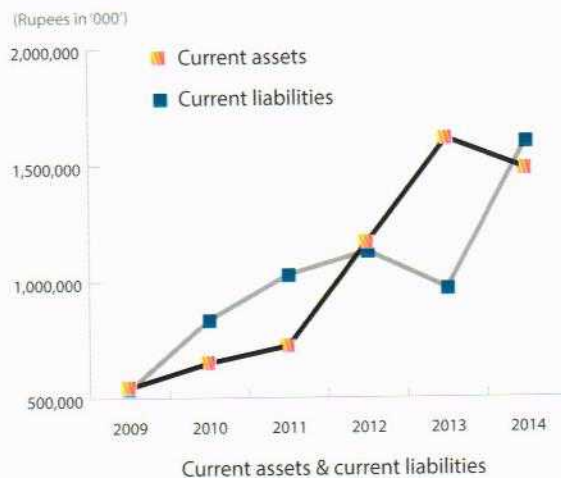 (Rupees in '000')
2,000,000
Current assets
Current liabilities
1,500,000
1,000,000
500,000
2009 2010 2011 2012 2013 2014
Current assets & current liabilities